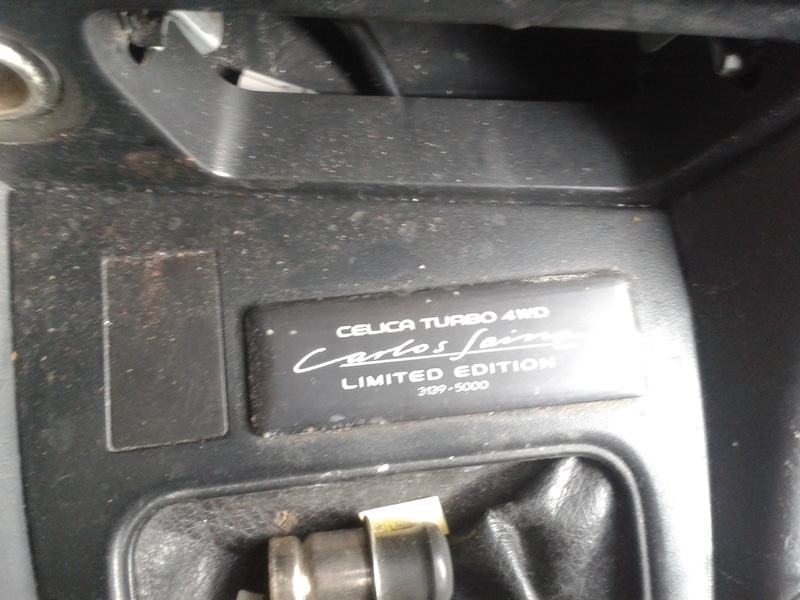 CELICA TURBO 4WD
Carlos Sainz
LIMITED EDITION
3139-5000